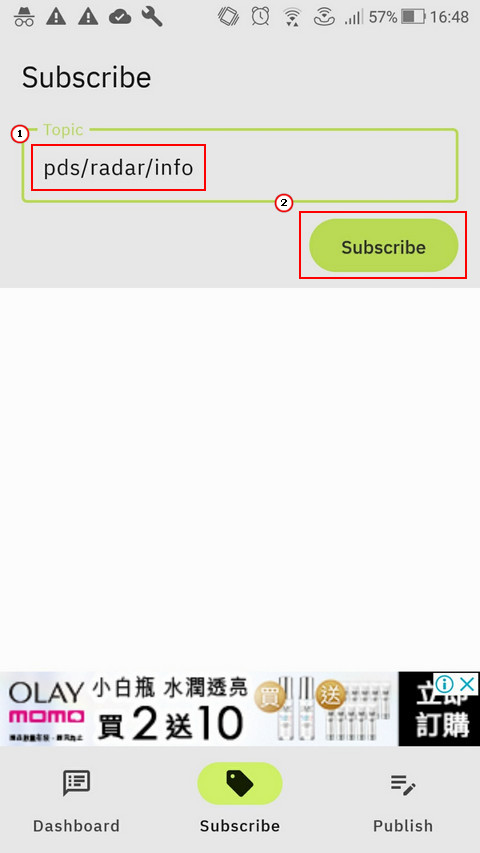 57% 16:48
Subscribe
1
Topic
pds/radar/info
2
Subscribe
OLAY
momo
小白瓶 水潤透亮
買2送10
買
送
立即
訂購
Dashboard
Subscribe
Publish